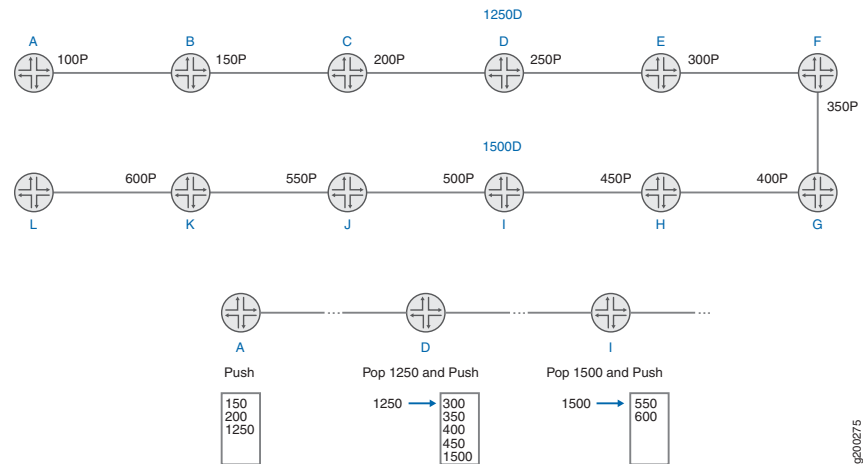 1250D
A B C D E F
100P 150P 200P 250P 300P
350P
1500D
600P 550P 500P 450P 400P
L K J I H G
A D I
Push Pop 1250 and Push Pop 1500 and Push
150 1250 300 1500 550
200 350 600
1250 400
450
1500
g200275